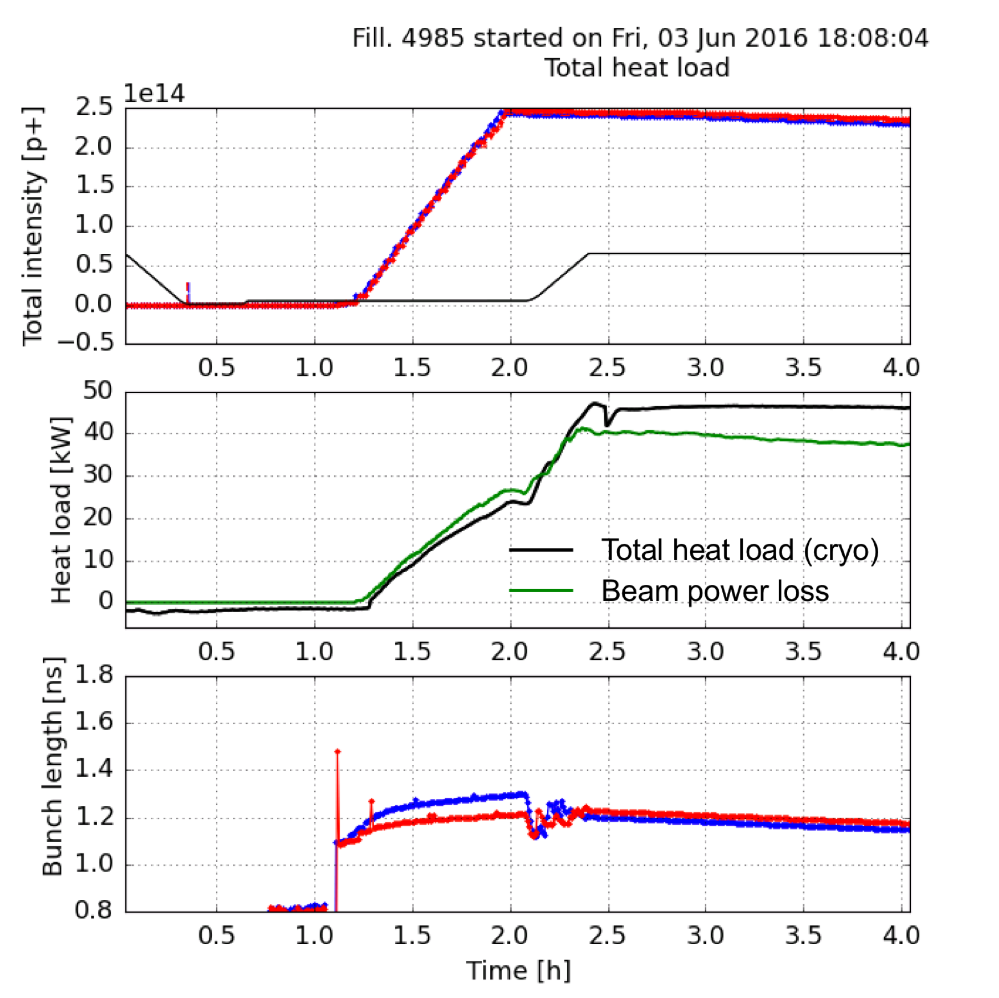 Fill. 4985 started on Fri, 03 Jun 2016 18:08:04
Total heat load
1e14
Total intensity [p+]
2.5
2.0
1.5
1.0
0.5
0.0
−0.5
0.5 1.0 1.5 2.0 2.5 3.0 3.5 4.0
Heat load [kW]
50
40
30
20
10
0
Total heat load (cryo)
Beam power loss
0.5 1.0 1.5 2.0 2.5 3.0 3.5 4.0
Bunch length [ns]
1.8
1.6
1.4
1.2
1.0
0.8
0.5 1.0 1.5 2.0 2.5 3.0 3.5 4.0
Time [h]